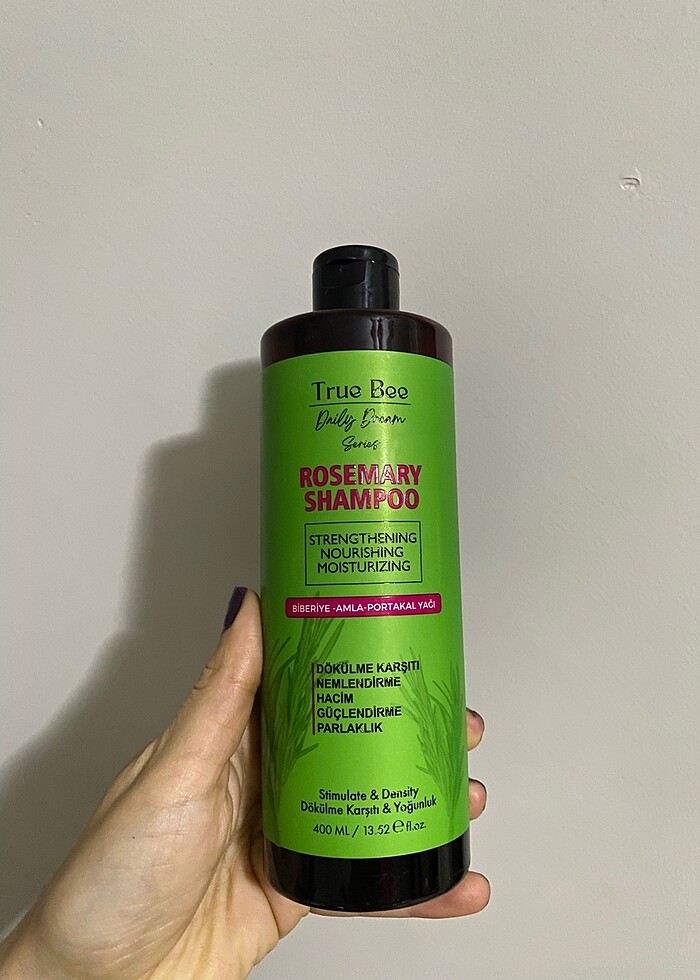 True Bee
Daily Dream
Series
ROSEMARY
SHAMPOO
STRENGTHENING
NOURISHING
MOISTURIZING
BİBERİYE -AMLA-PORTAKAL YAĞI
DÖKÜLME KARŞITI
NEMLENDİRME
HACİM
GÜÇLENDİRME
PARLAKLIK
Stimulate & Density
Dökülme Karşıtı & Yoğunluk
400 ML / 13.52 ℮ fl.oz.